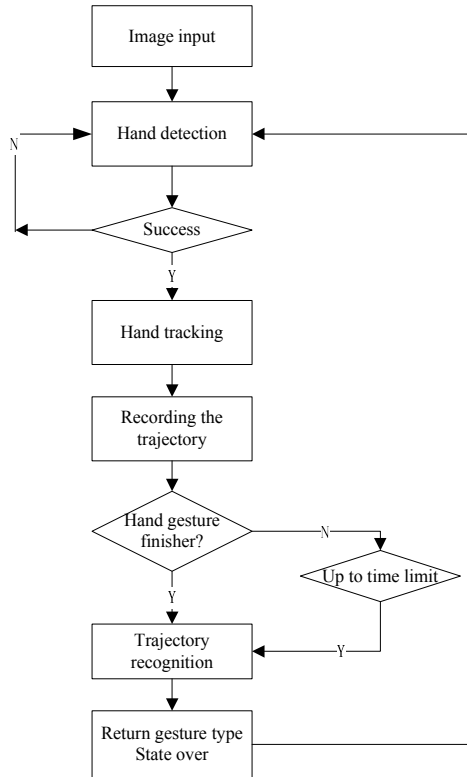 Image input
Hand detection
N
Success
Y
Hand tracking
Recording the
trajectory
Hand gesture
finisher?
N
Up to time limit
Y
Y
Trajectory
recognition
Return gesture type
State over